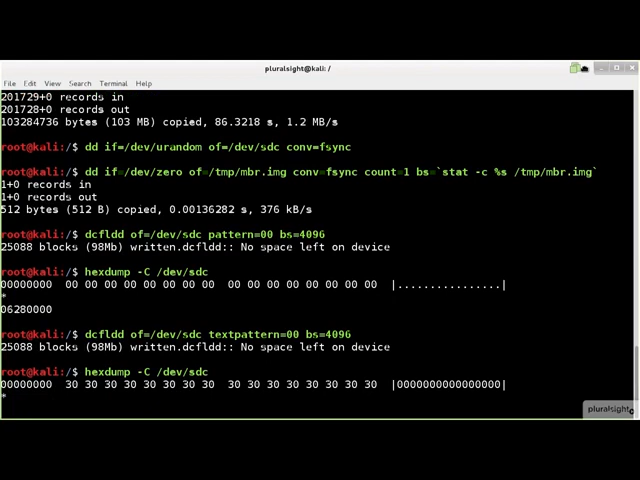 pluralsight@kali: /
File Edit View Search Terminal Help
201729+0 records in
201728+0 records out
103284736 bytes (103 MB) copied, 86.3218 s, 1.2 MB/s
root@kali:/$ dd if=/dev/urandom of=/dev/sdc conv=fsync
root@kali:/$ dd if=/dev/zero of=/tmp/mbr.img conv=fsync count=1 bs=`stat -c %s /tmp/mbr.img`
1+0 records in
1+0 records out
512 bytes (512 B) copied, 0.00136282 s, 376 kB/s
root@kali:/$ dcfldd of=/dev/sdc pattern=00 bs=4096
25088 blocks (98Mb) written.dcfldd:: No space left on device
root@kali:/$ hexdump -C /dev/sdc
00000000  00 00 00 00 00 00 00 00  00 00 00 00 00 00 00 00  |................|
*
06280000
root@kali:/$ dcfldd of=/dev/sdc textpattern=00 bs=4096
25088 blocks (98Mb) written.dcfldd:: No space left on device
root@kali:/$ hexdump -C /dev/sdc
00000000  30 30 30 30 30 30 30 30  30 30 30 30 30 30 30 30  |0000000000000000|
*
pluralsight